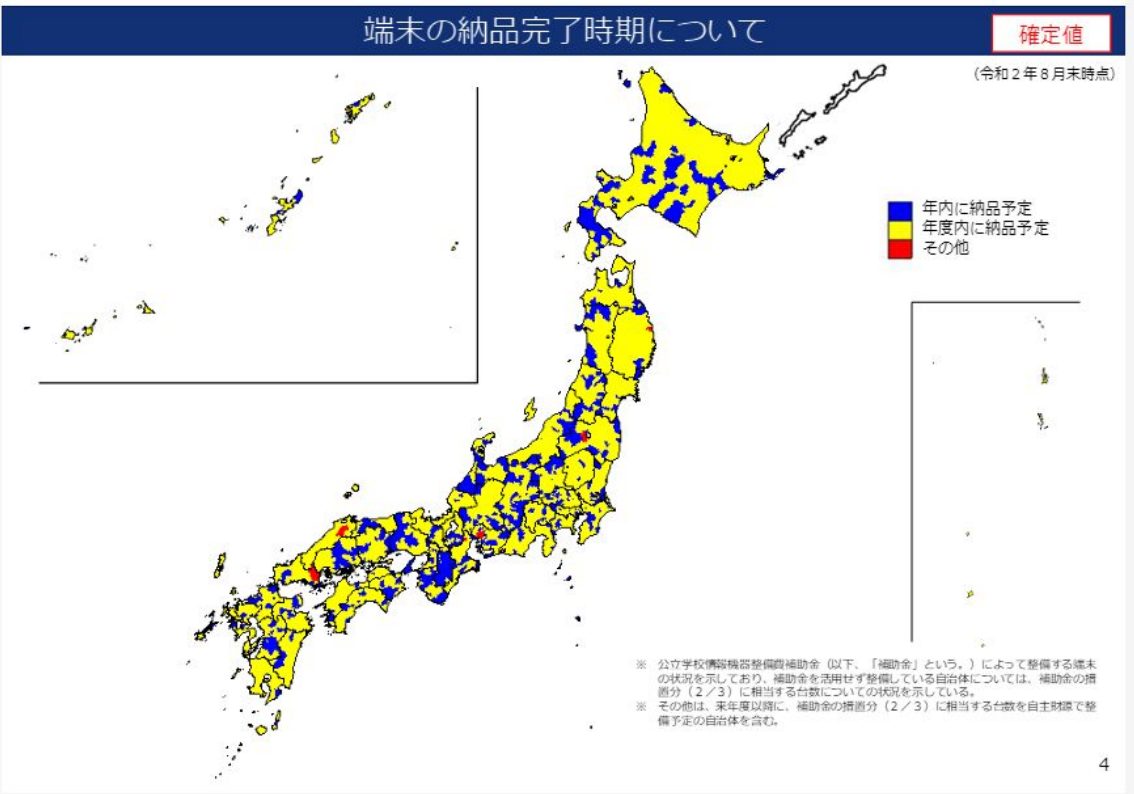 端末の納品完了時期について
確定値
(令和2年8月末時点)
年内に納品予定
年度内に納品予定
その他
※ 公立学校情報機器整備費補助金（以下、「補助金」という。）によって整備する端末
の状況を示しており、補助金を活用せず整備している自治体については、補助金の措
置分（２／３）に相当する台数についての状況を示している。
※ その他は、来年度以降に、補助金の措置分（２／３）に相当する台数を自主財源で整
備予定の自治体を含む。
4